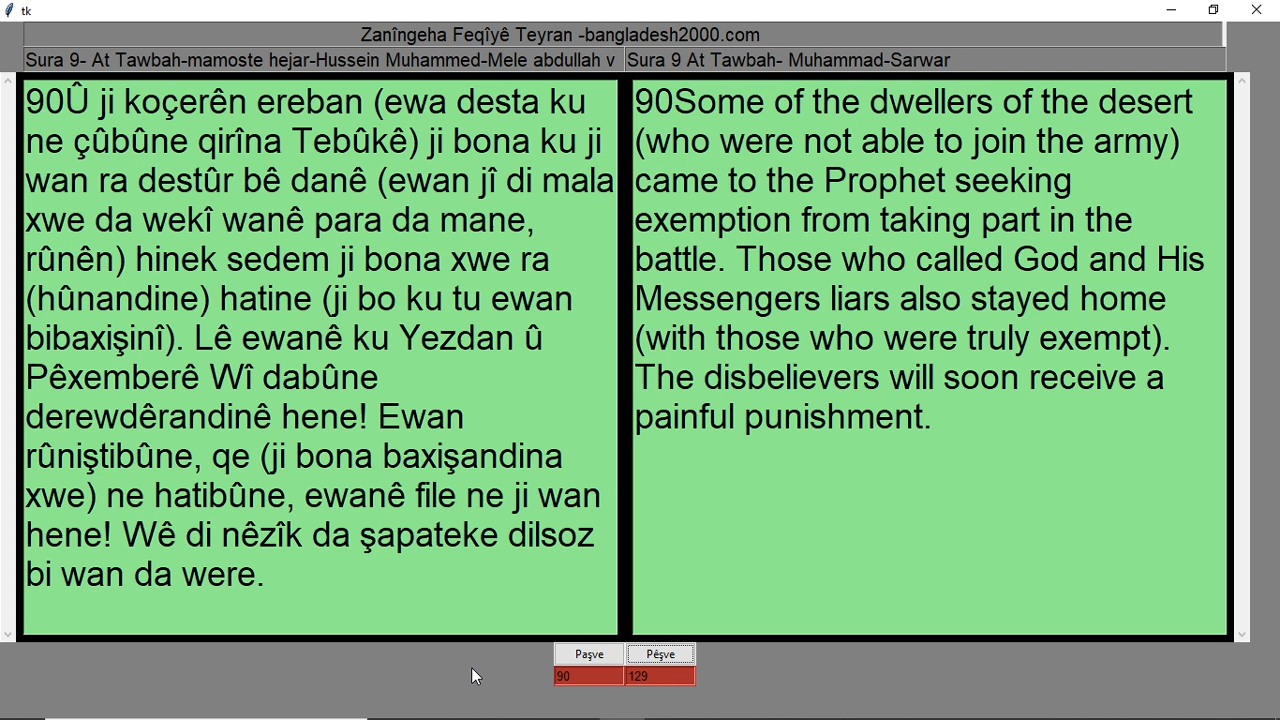 tk
Zanîngeha Feqîyê Teyran -bangladesh2000.com
Sura 9- At Tawbah-mamoste hejar-Hussein Muhammed-Mele abdullah v
Sura 9 At Tawbah- Muhammad-Sarwar
90Û ji koçerên ereban (ewa desta ku
ne çûbûne qirîna Tebûkê) ji bona ku ji
wan ra destûr bê danê (ewan jî di mala
xwe da wekî wanê para da mane,
rûnên) hinek sedem ji bona xwe ra
(hûnandine) hatine (ji bo ku tu ewan
bibaxişinî). Lê ewanê ku Yezdan û
Pêxemberê Wî dabûne
derewdêrandinê hene! Ewan
rûniştibûne, qe (ji bona baxişandina
xwe) ne hatibûne, ewanê file ne ji wan
hene! Wê di nêzîk da şapateke dilsoz
bi wan da were.
90Some of the dwellers of the desert
(who were not able to join the army)
came to the Prophet seeking
exemption from taking part in the
battle. Those who called God and His
Messengers liars also stayed home
(with those who were truly exempt).
The disbelievers will soon receive a
painful punishment.
Paşve
Pêşve
90
129